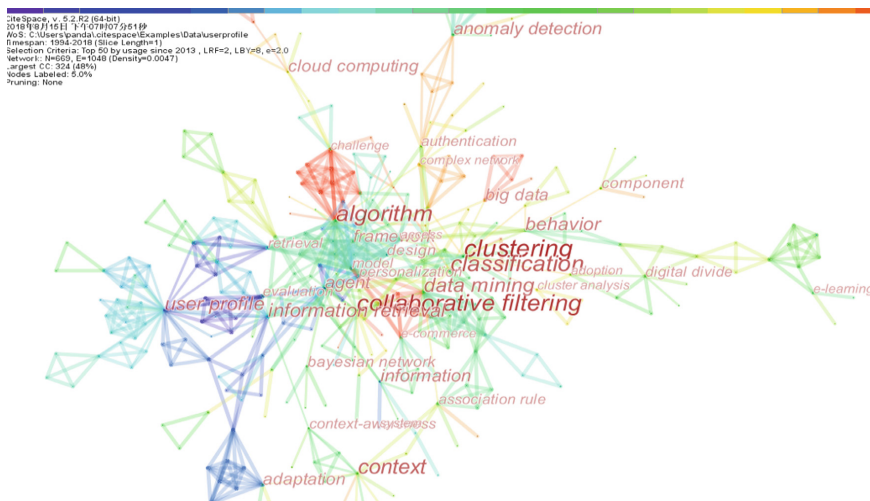 CiteSpace, v. 5.2.R2 (64-bit)
2018年8月15日 下午07时07分51秒
WoS: C:\Users\panda\.citespace\Examples\Data\userprofile
Timespan: 1994-2018 (Slice Length=1)
Selection Criteria: Top 50 by usage since 2013 , LRF=2, LBY=8, e=2.0
Network: N=669, E=1048 (Density=0.0047)
Largest CC: 324 (48%)
Nodes Labeled: 5.0%
Pruning: None
anomaly detection
cloud computing
challenge
authentication
complex network
big data
component
algorithm
behavior
framework
retrieval
design
clustering
model
classification
personalization
adoption
digital divide
agent
data mining
cluster analysis
evaluation
e-learning
user profile
information retrieval
collaborative filtering
e-commerce
bayesian network
information
association rule
context-awareness
system
context
adaptation